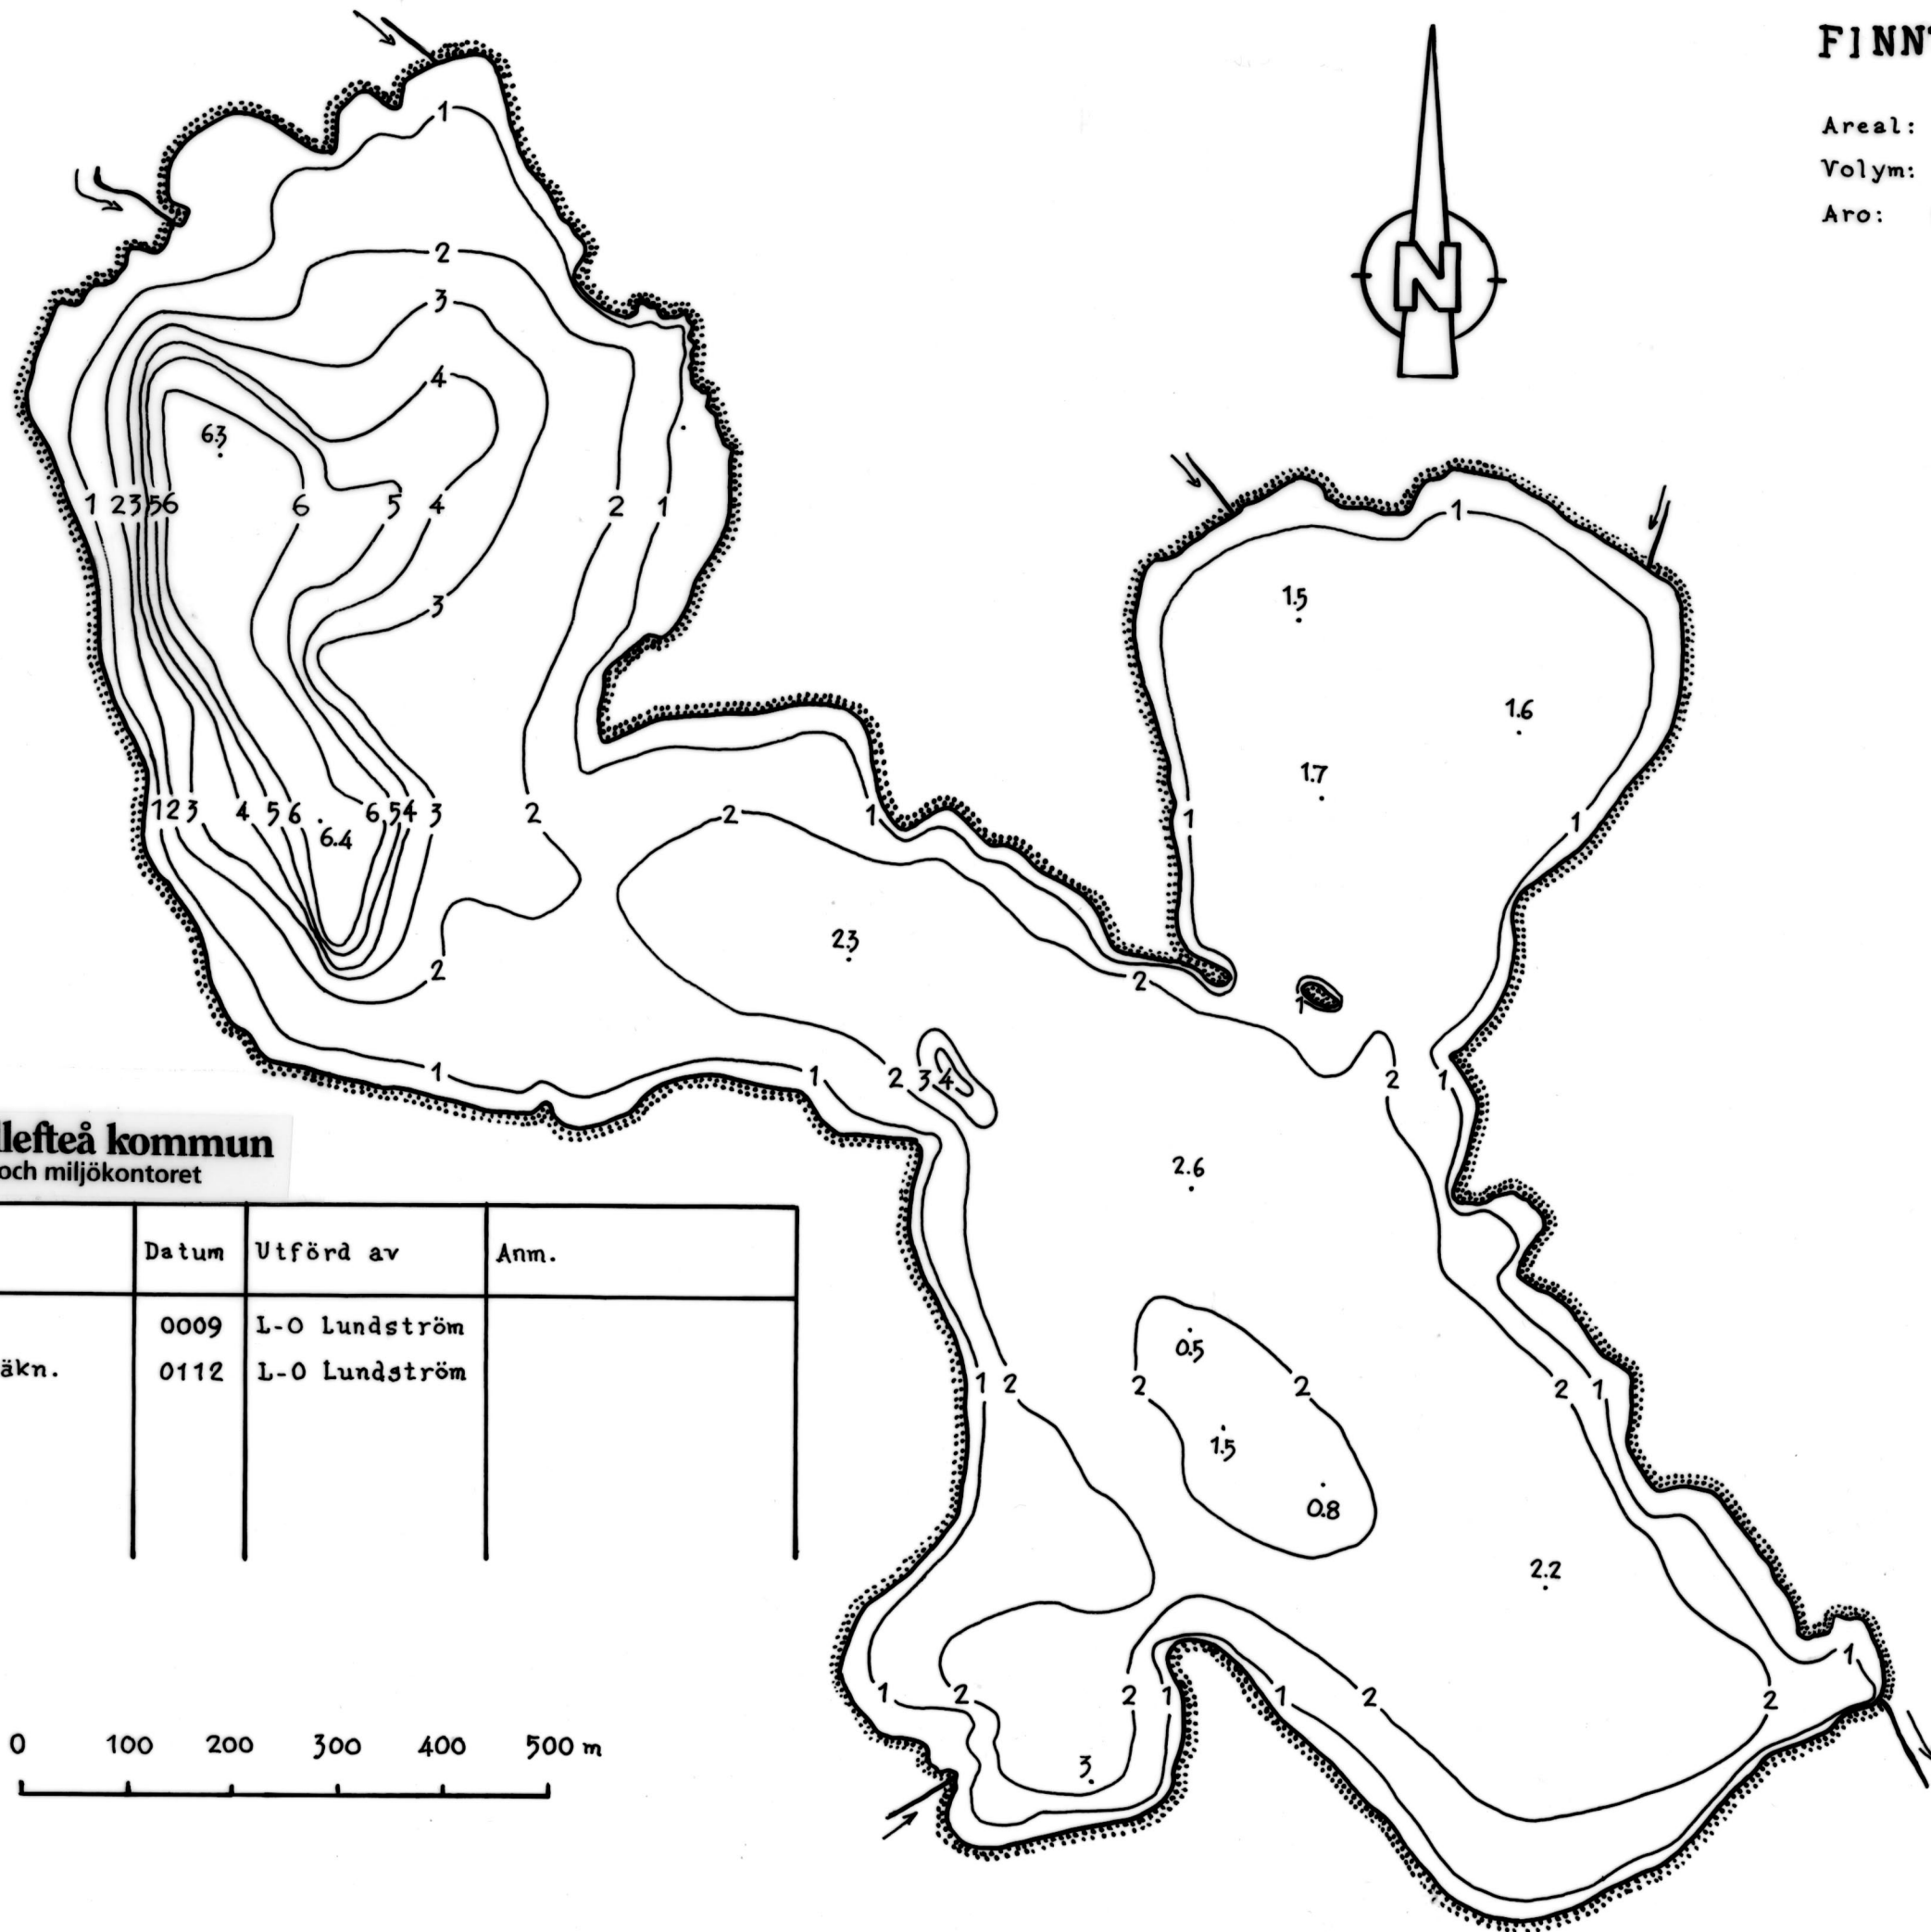 FINN
Areal:
Volym:
Aro:
N
1
2
3
4
6.3
1 2 3 5 6 6 5 4 2 1
3
1.5
1.6
1.7
1
1 2 3 4 5 6 6 5 4 3 2 2 1 1 1
6.4
2.3
2 2
1
1 1 2 3 4 2 1
2.6
0.5
1 2 2 2 2 1
1.5
0.8
2.2
1
1 2 2 1 1 2 2
3
llefteå kommun
och miljökontoret
Datum Utförd av Anm.
0009 L-O Lundström
äkn. 0112 L-O Lundström
0 100 200 300 400 500 m